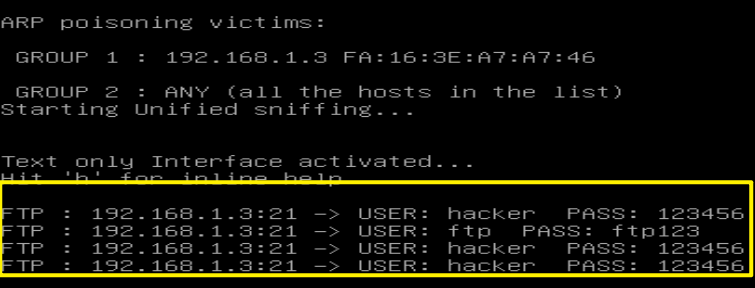 ARP poisoning victims:
GROUP 1 : 192.168.1.3 FA:16:3E:A7:A7:46
GROUP 2 : ANY (all the hosts in the list)
Starting Unified sniffing...
Text only Interface activated...
Hit 'h' for inline help
FTP : 192.168.1.3:21 -> USER: hacker  PASS: 123456
FTP : 192.168.1.3:21 -> USER: ftp  PASS: ftp123
FTP : 192.168.1.3:21 -> USER: hacker  PASS: 123456
FTP : 192.168.1.3:21 -> USER: hacker  PASS: 123456